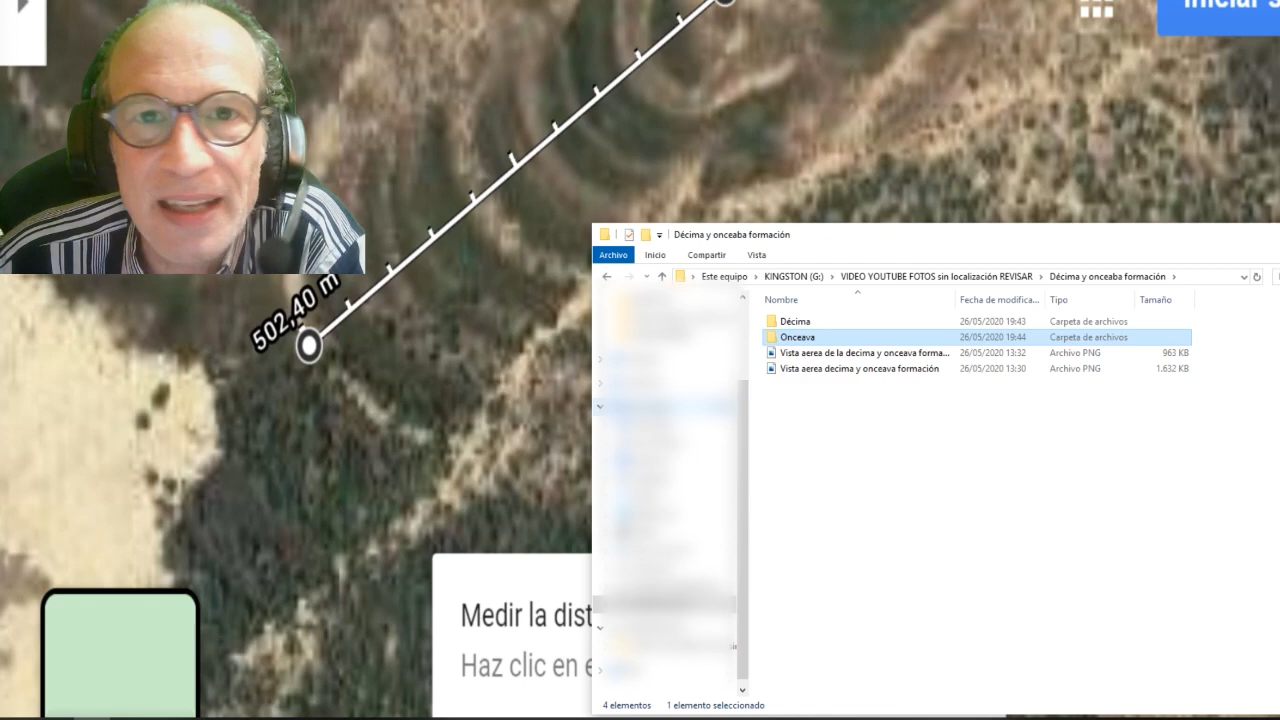 Iniciar s
502,40 m
Medir la dist
Haz clic en e
Décima y onceaba formación
Archivo Inicio Compartir Vista
Este equipo > KINGSTON (G:) > VIDEO YOUTUBE FOTOS sin localización REVISAR > Décima y onceaba formación >
Nombre Fecha de modifica... Tipo Tamaño
Décima 26/05/2020 19:43 Carpeta de archivos
Onceava 26/05/2020 19:44 Carpeta de archivos
Vista aerea de la decima y onceava forma... 26/05/2020 13:32 Archivo PNG 963 KB
Vista aerea decima y onceava formación 26/05/2020 13:30 Archivo PNG 1.632 KB
4 elementos 1 elemento seleccionado